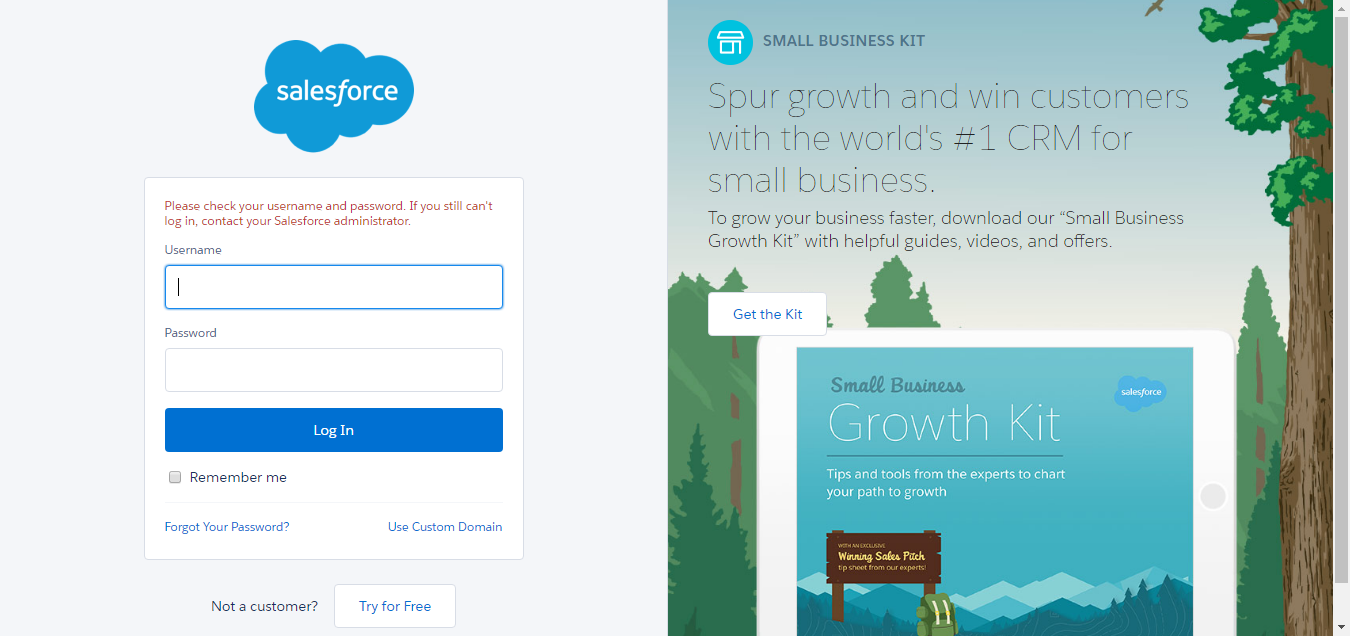 salesforce
Please check your username and password. If you still can't
log in, contact your Salesforce administrator.
Username
Password
Log In
Remember me
Forgot Your Password?
Use Custom Domain
Not a customer?
Try for Free
SMALL BUSINESS KIT
Spur growth and win customers
with the world's #1 CRM for
small business.
To grow your business faster, download our “Small Business
Growth Kit” with helpful guides, videos, and offers.
Get the Kit
Small Business
salesforce
Growth Kit
Tips and tools from the experts to chart
your path to growth
WITH AN EXCLUSIVE
Winning Sales Pitch
tip sheet from our experts!